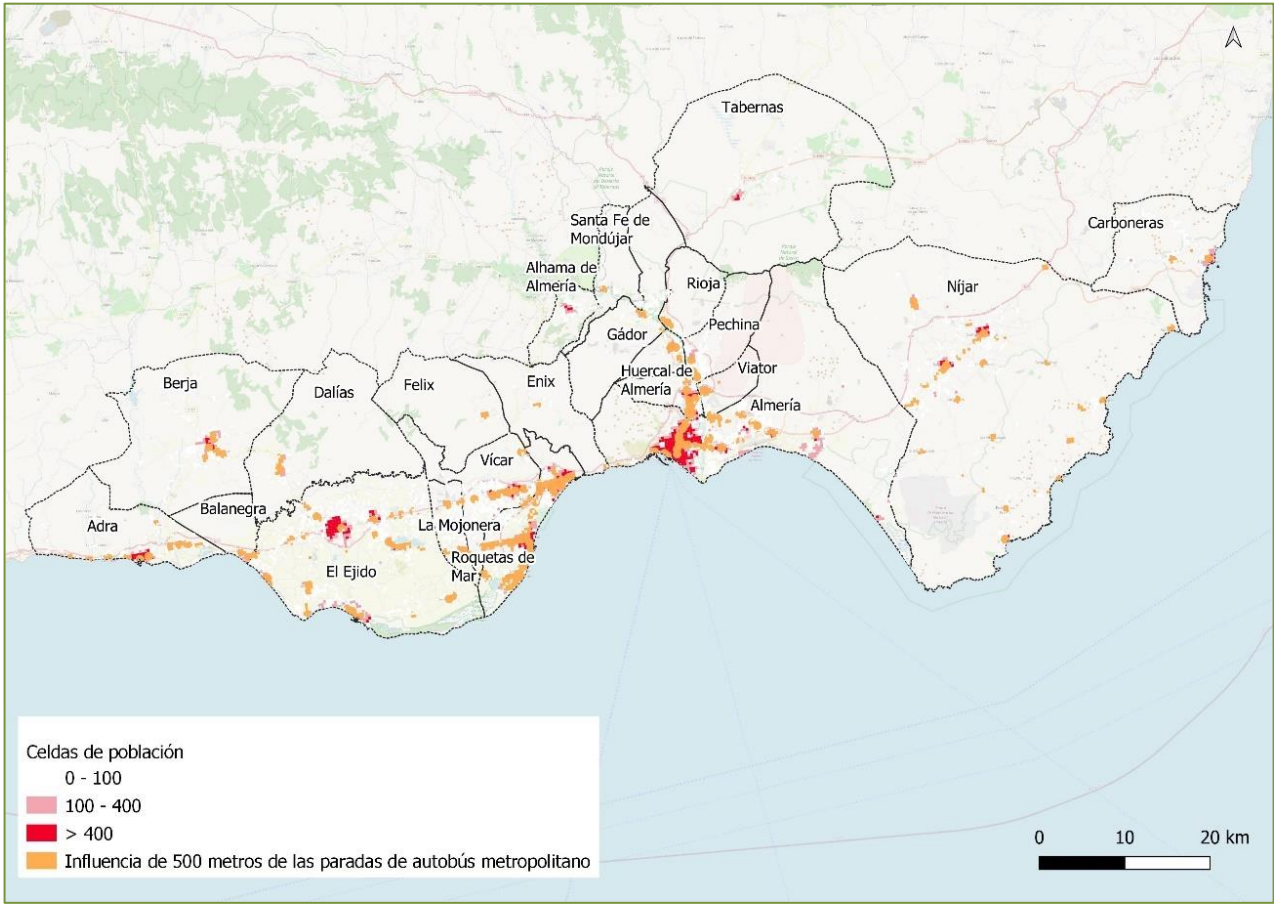 Tabernas
Carboneras
Santa Fe de
Mondújar
Alhama de
Almería
Rioja
Níjar
Gádor
Pechina
Berja
Dalías
Felix
Enix
Huercal de
Almería
Viator
Almería
Vícar
Balanegra
Adra
La Mojonera
El Ejido
Roquetas de
Mar
Celdas de población
0 - 100
100 - 400
> 400
Influencia de 500 metros de las paradas de autobús metropolitano
0 10 20 km